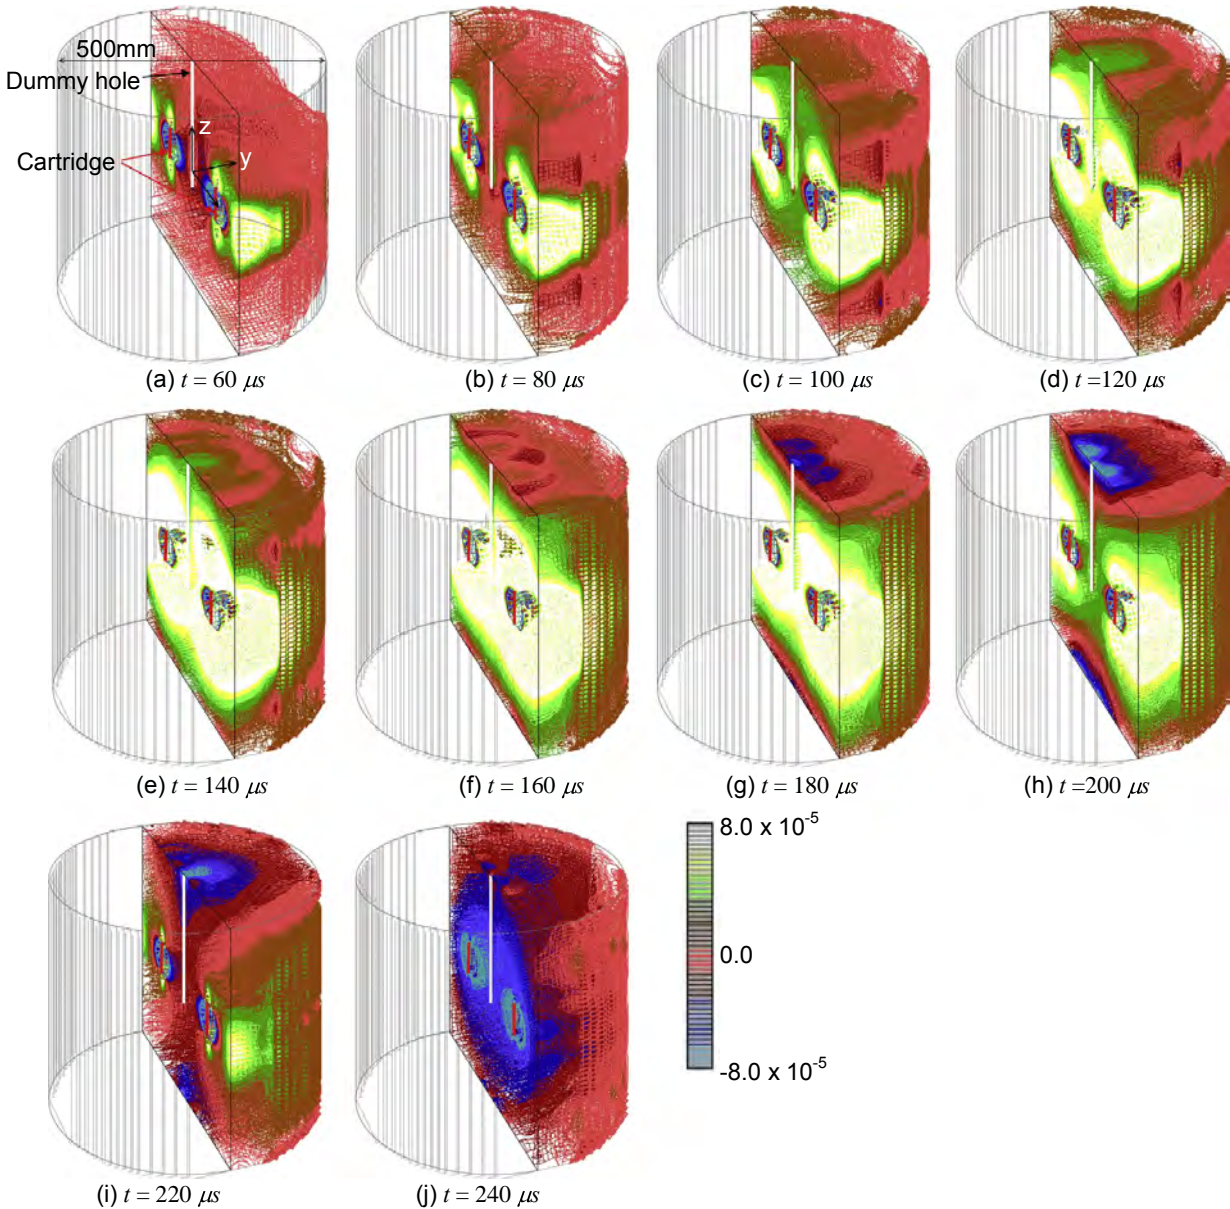 500mm
Dummy hole
z
y
Cartridge
(a) t = 60 μs
(b) t = 80 μs
(c) t = 100 μs
(d) t =120 μs
(e) t = 140 μs
(f) t = 160 μs
(g) t = 180 μs
(h) t =200 μs
8.0 x 10⁻⁵
0.0
-8.0 x 10⁻⁵
(i) t = 220 μs
(j) t = 240 μs